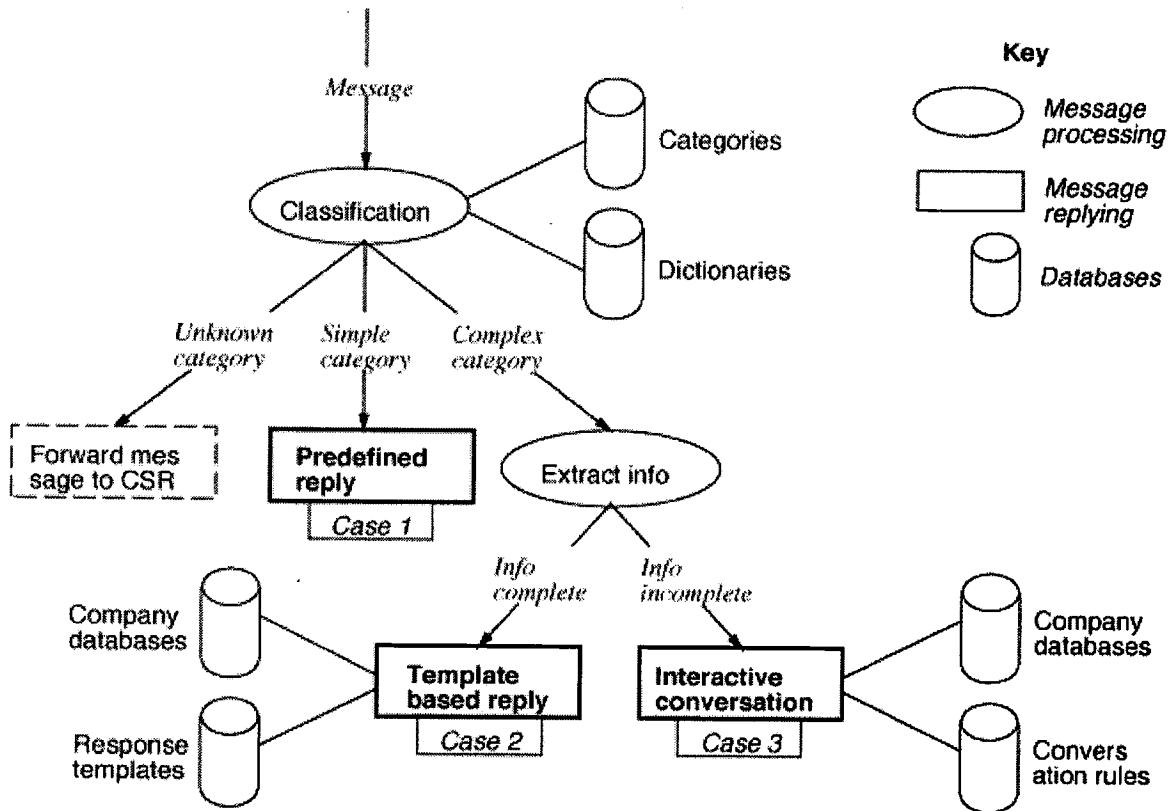 Message
Classification
Categories
Dictionaries
Key
Message
processing
Message
replying
Databases
Unknown
category
Simple
category
Complex
category
Forward mes
sage to CSR
Predefined
reply
Case 1
Extract info
Info
complete
Info
incomplete
Company
databases
Response
templates
Template
based reply
Case 2
Interactive
conversation
Case 3
Company
databases
Convers
ation rules